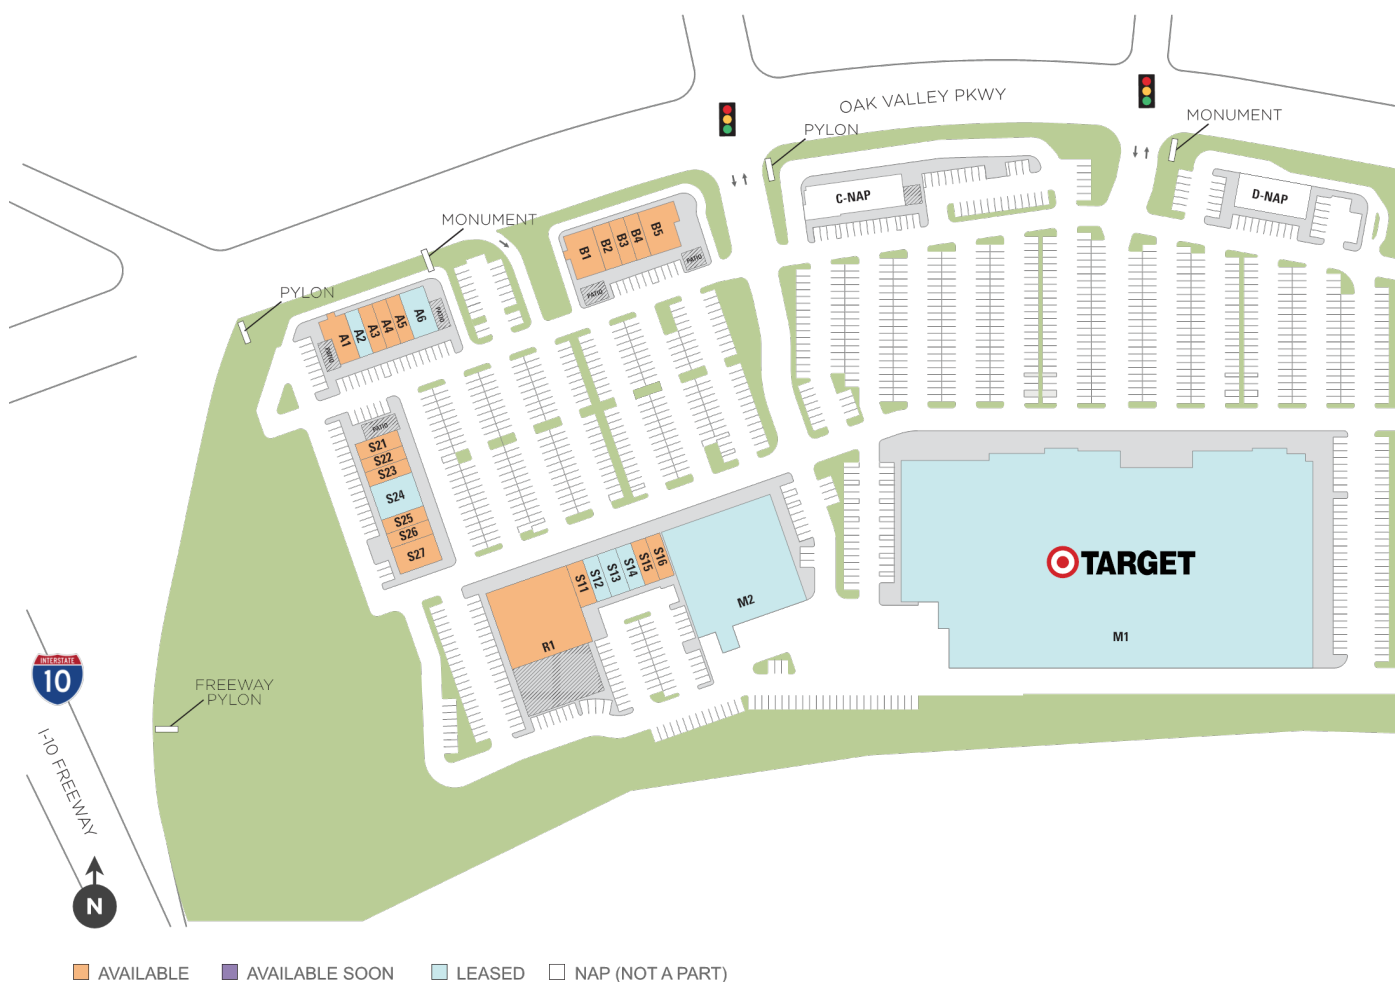 OAK VALLEY PKWY
MONUMENT
PYLON
C-NAP
D-NAP
MONUMENT
B1
B2
B3
B4
B5
PATIO
PATIO
PYLON
A1
A2
A3
A4
A5
A6
PATIO
PATIO
PATIO
S21
S22
S23
S24
S25
S26
S27
S11
S12
S13
S14
S15
S16
R1
M2
TARGET
M1
INTERSTATE
10
FREEWAY
PYLON
I-10 FREEWAY
N
AVAILABLE
AVAILABLE SOON
LEASED
NAP (NOT A PART)